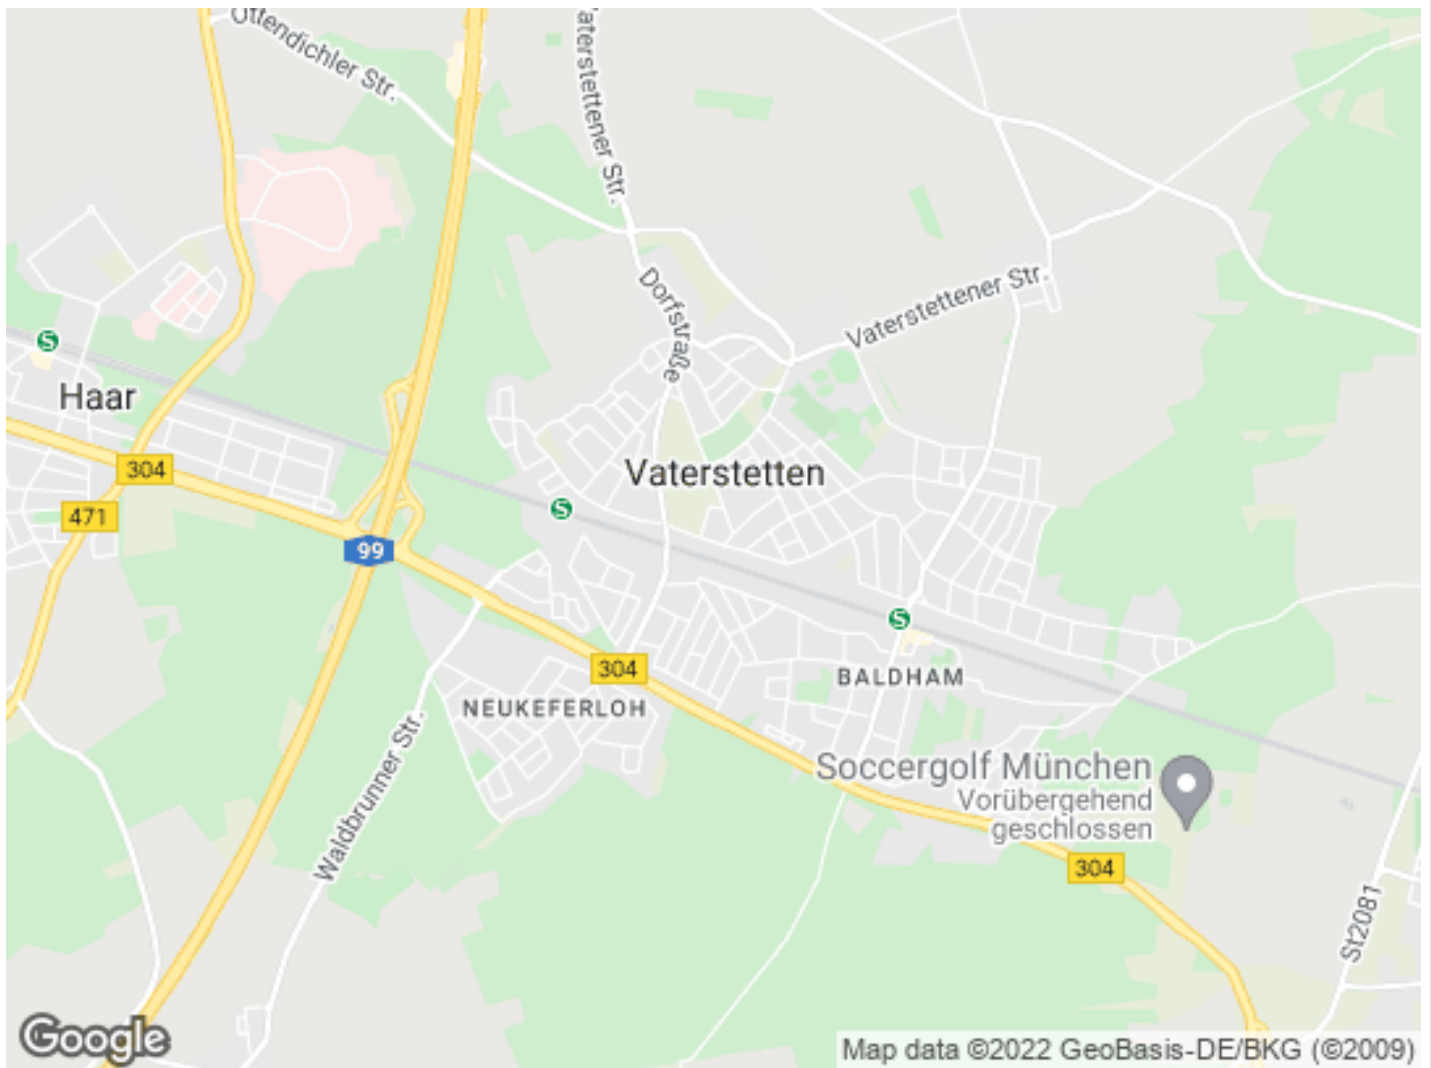 Ottendichler Str.
Vaterstettener Str.
Dorfstraße
Vaterstettener Str.
Haar
304
471
99
Vaterstetten
304
BALDHAM
NEUKEFERLOH
Waldbrunner Str.
Soccergolf München
Vorübergehend
geschlossen
304
St2081
S
S
S
Google
Map data ©2022 GeoBasis-DE/BKG (©2009)